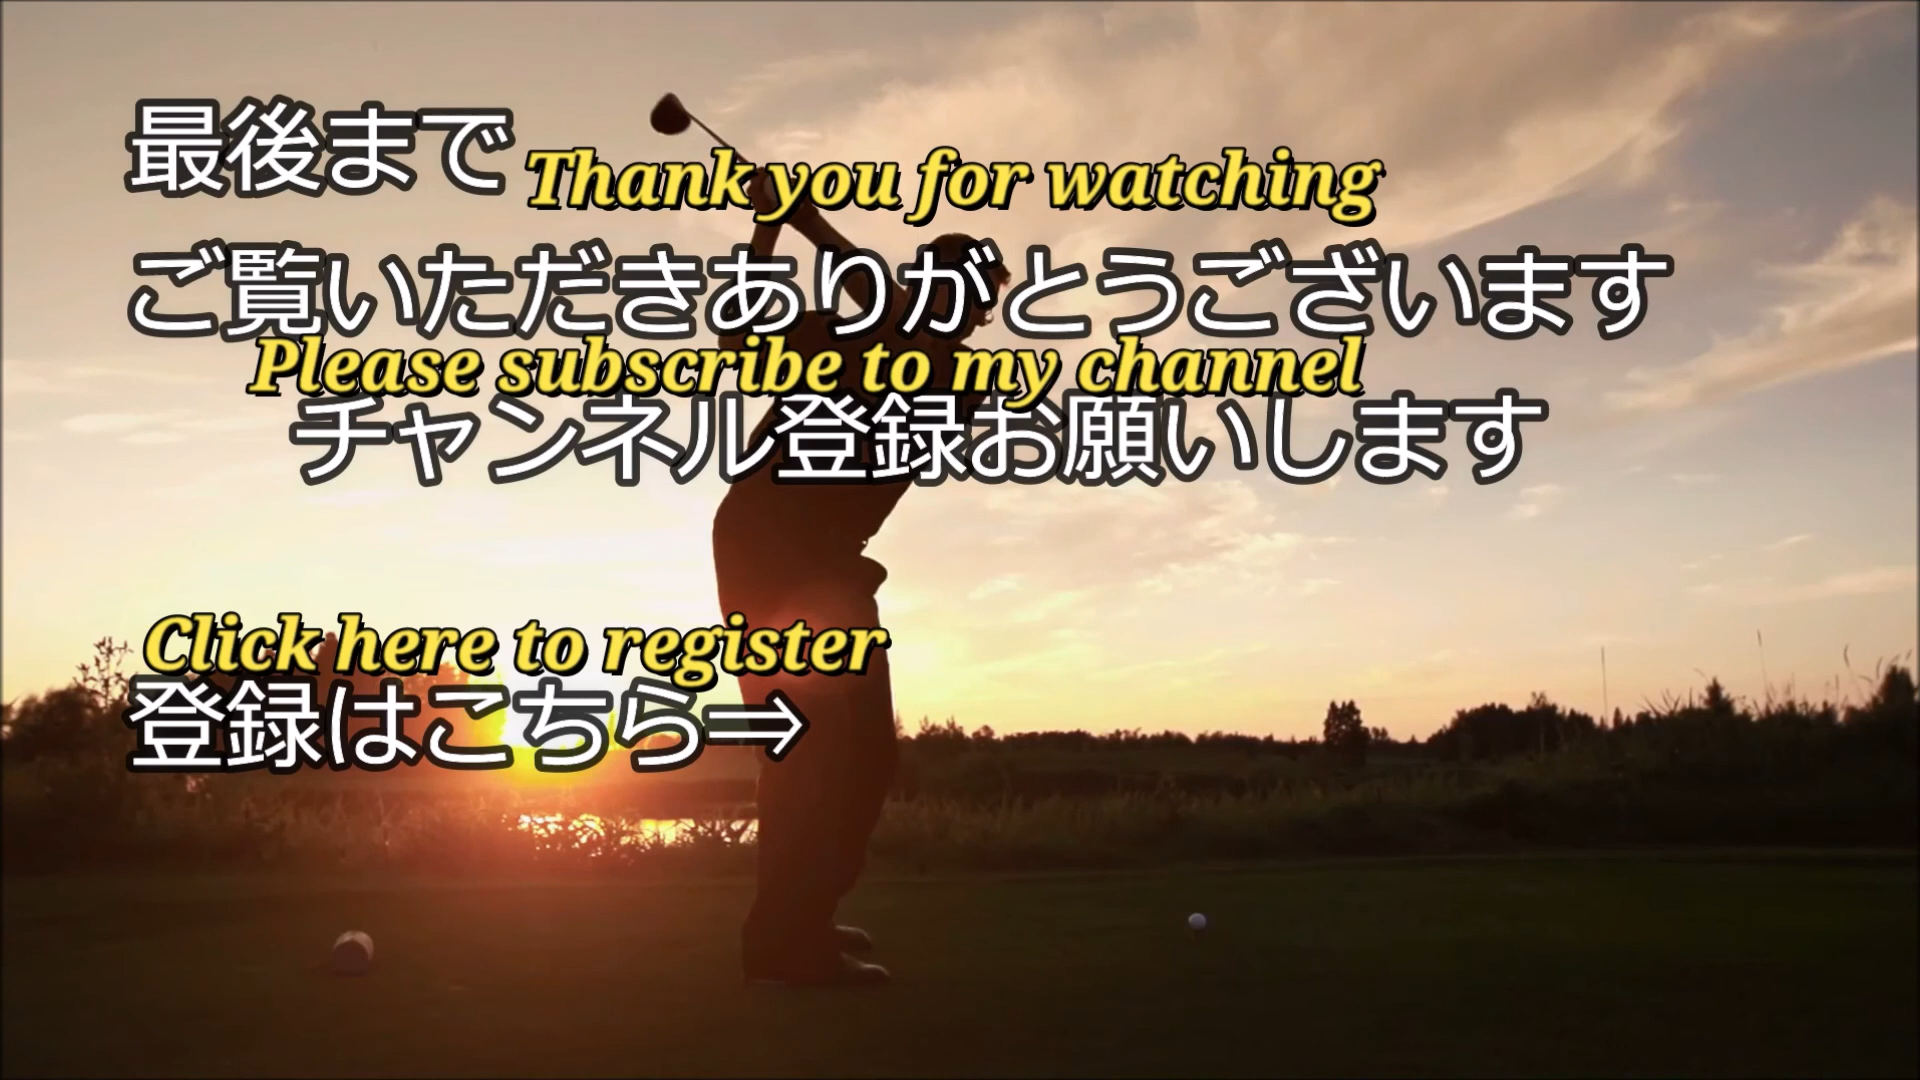 最後まで
Thank you for watching
ご覧いただきありがとうございます
Please subscribe to my channel
チャンネル登録お願いします
Click here to register
登録はこちら⇒